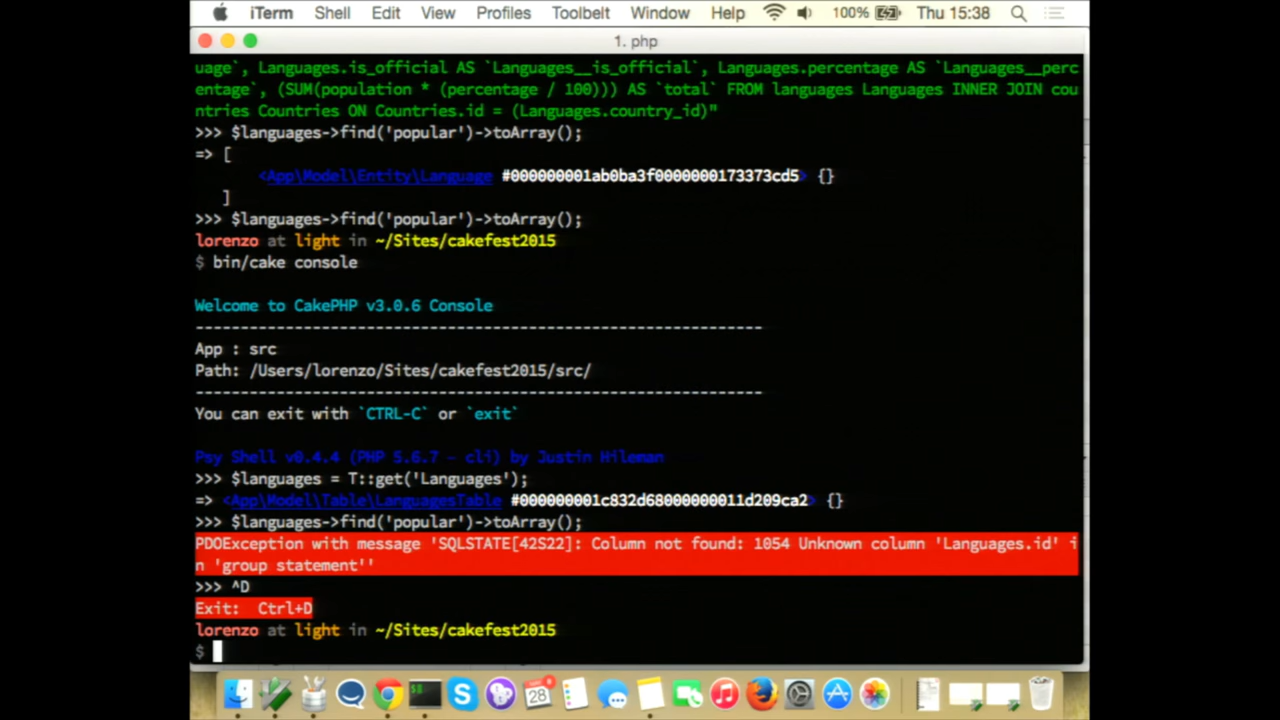 iTerm Shell Edit View Profiles Toolbelt Window Help 100% Thu 15:38
1. php
uage`, Languages.is_official AS `Languages__is_official`, Languages.percentage AS `Languages__perc
entage`, (SUM(population * (percentage / 100))) AS `total` FROM languages Languages INNER JOIN cou
ntries Countries ON Countries.id = (Languages.country_id)"
>>> $languages->find('popular')->toArray();
=> [
<App\Model\Entity\Language #000000001ab0ba3f0000000173373cd5> {}
]
>>> $languages->find('popular')->toArray();
lorenzo at light in ~/Sites/cakefest2015
$ bin/cake console
Welcome to CakePHP v3.0.6 Console
---------------------------------------------------------------
App : src
Path: /Users/lorenzo/Sites/cakefest2015/src/
---------------------------------------------------------------
You can exit with `CTRL-C` or `exit`
Psy Shell v0.4.4 (PHP 5.6.7 — cli) by Justin Hileman
>>> $languages = T::get('Languages');
=> <App\Model\Table\LanguagesTable #000000001c832d68000000011d209ca2> {}
>>> $languages->find('popular')->toArray();
PDOException with message 'SQLSTATE[42S22]: Column not found: 1054 Unknown column 'Languages.id' i
n 'group statement''
>>> ^D
Exit:  Ctrl+D
lorenzo at light in ~/Sites/cakefest2015
$
28